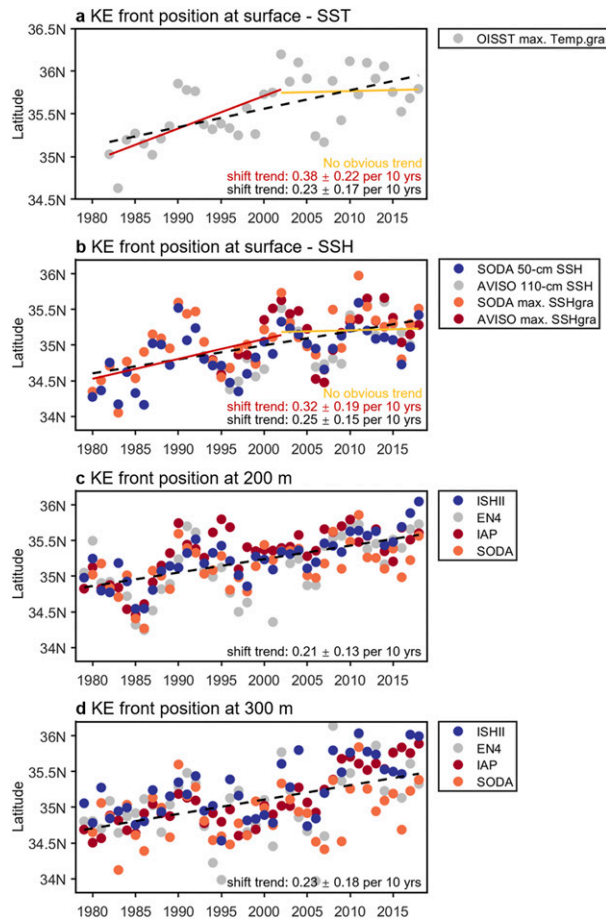 a KE front position at surface - SST
36.5N
36N
35.5N
35N
34.5N
Latitude
No obvious trend
shift trend: 0.38 ± 0.22 per 10 yrs
shift trend: 0.23 ± 0.17 per 10 yrs
1980 1985 1990 1995 2000 2005 2010 2015
OISST max. Temp.gra
b KE front position at surface - SSH
36N
35.5N
35N
34.5N
34N
Latitude
No obvious trend
shift trend: 0.32 ± 0.19 per 10 yrs
shift trend: 0.25 ± 0.15 per 10 yrs
1980 1985 1990 1995 2000 2005 2010 2015
SODA 50-cm SSH
AVISO 110-cm SSH
SODA max. SSHgra
AVISO max. SSHgra
c KE front position at 200 m
36N
35.5N
35N
34.5N
34N
Latitude
shift trend: 0.21 ± 0.13 per 10 yrs
1980 1985 1990 1995 2000 2005 2010 2015
ISHII
EN4
IAP
SODA
d KE front position at 300 m
36N
35.5N
35N
34.5N
34N
Latitude
shift trend: 0.23 ± 0.18 per 10 yrs
1980 1985 1990 1995 2000 2005 2010 2015
ISHII
EN4
IAP
SODA